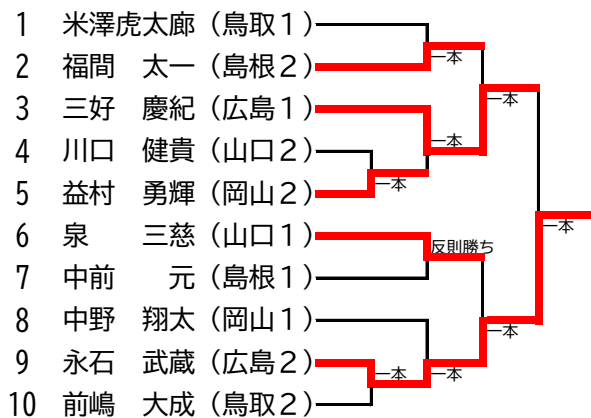 1 米澤虎太廊（鳥取１）
一本
2 福間　太一（島根２）
一本
3 三好　慶紀（広島１）
一本
4 川口　健貴（山口２）
一本
5 益村　勇輝（岡山２）
一本
6 泉　　三慈（山口１）
反則勝ち
7 中前　　元（島根１）
8 中野　翔太（岡山１）
一本
9 永石　武蔵（広島２）
一本 一本
10 前嶋　大成（鳥取２）